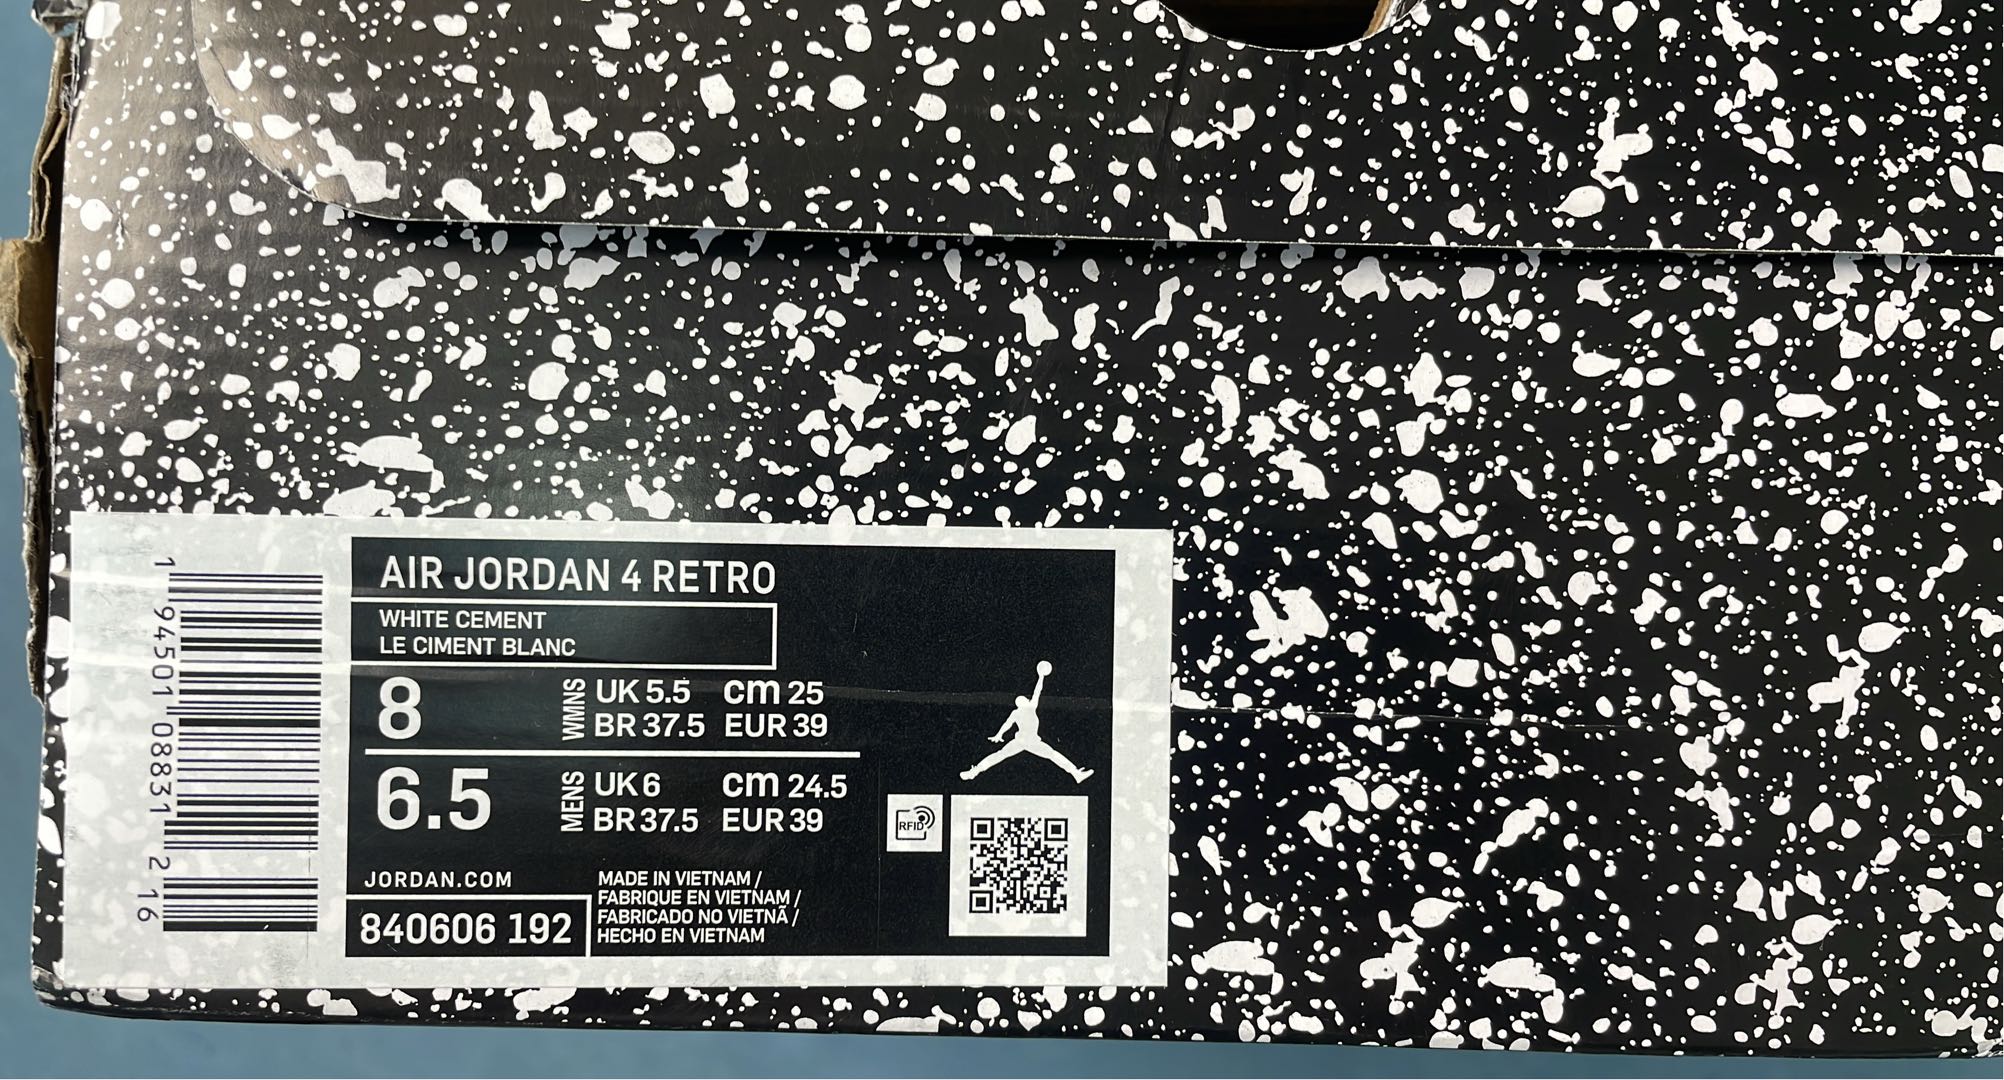 AIR JORDAN 4 RETRO
WHITE CEMENT
LE CIMENT BLANC
8 WMNS UK 5.5 cm 25
BR 37.5 EUR 39
6.5 MENS UK 6 cm 24.5
BR 37.5 EUR 39
RFID
JORDAN.COM
840606 192
MADE IN VIETNAM /
FABRIQUE EN VIETNAM /
FABRICADO NO VIETNÃ /
HECHO EN VIETNAM
1 94501 08831 2 16